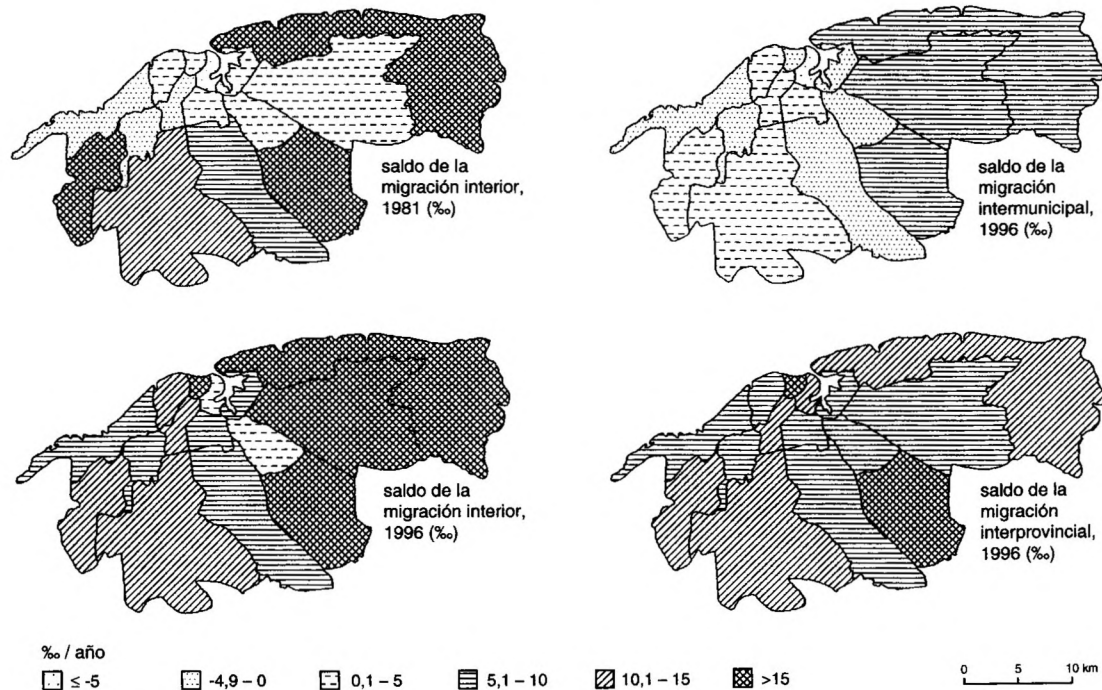 saldo de la
migración interior,
1981 (‰)
saldo de la
migración
intermunicipal,
1996 (‰)
saldo de la
migración interior,
1996 (‰)
saldo de la
migración
interprovincial,
1996 (‰)
‰ / año
≤ -5
-4,9 – 0
0,1 – 5
5,1 – 10
10,1 – 15
>15
0 5 10 km